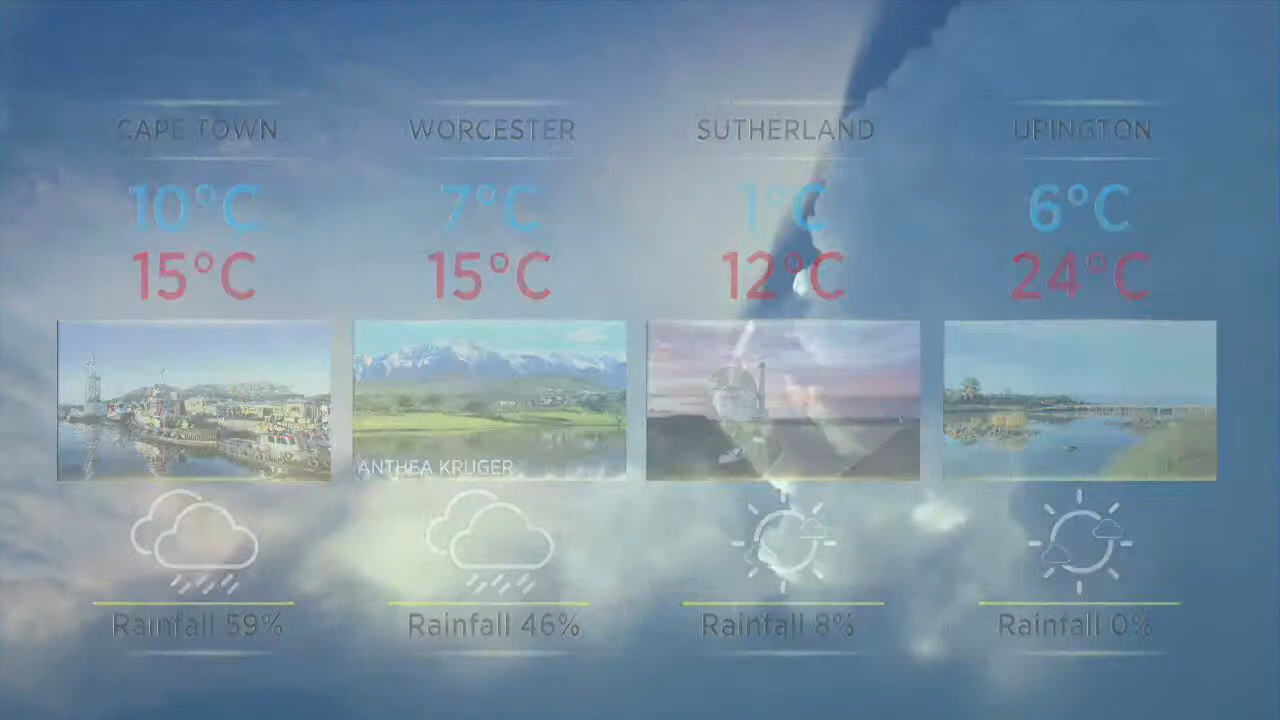 CAPE TOWN
10°C
15°C
Rainfall 59%
WORCESTER
7°C
15°C
ANTHEA KRUGER
Rainfall 46%
SUTHERLAND
1°C
12°C
Rainfall 8%
UPINGTON
6°C
24°C
Rainfall 0%